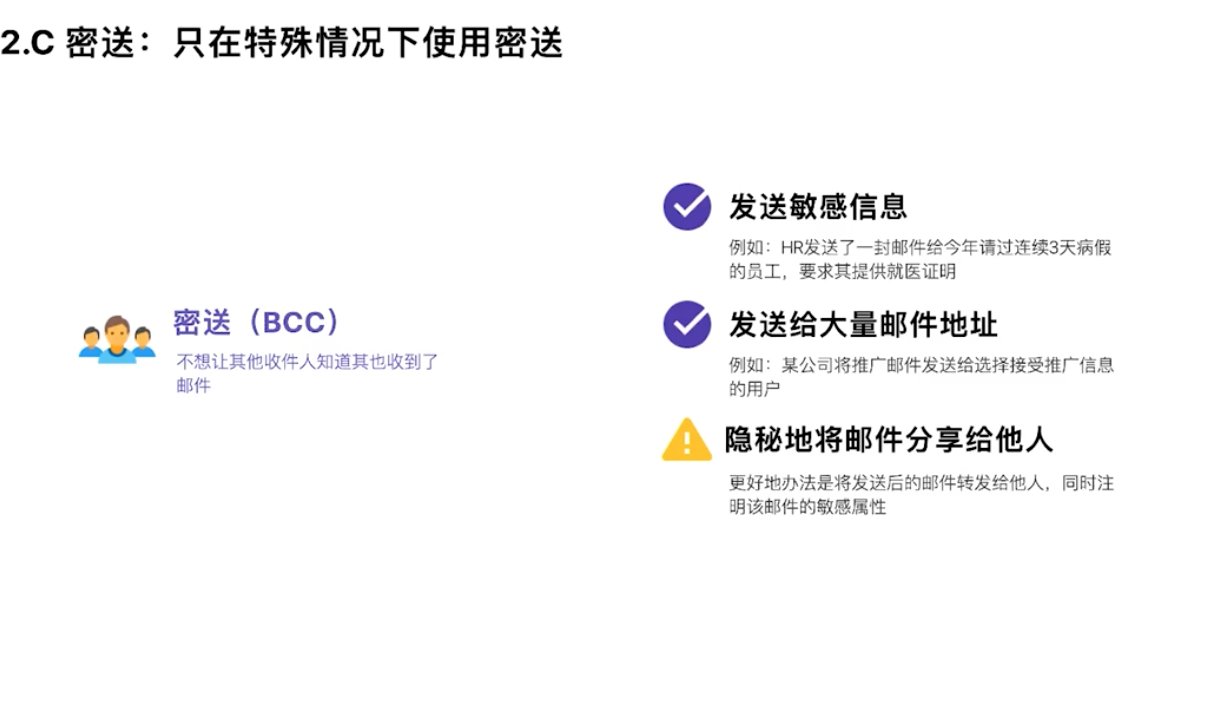 2.C 密送：只在特殊情况下使用密送
密送（BCC）
不想让其他收件人知道其也收到了
邮件
发送敏感信息
例如：HR发送了一封邮件给今年请过连续3天病假
的员工，要求其提供就医证明
发送给大量邮件地址
例如：某公司将推广邮件发送给选择接受推广信息
的用户
隐秘地将邮件分享给他人
更好地办法是将发送后的邮件转发给他人，同时注
明该邮件的敏感属性